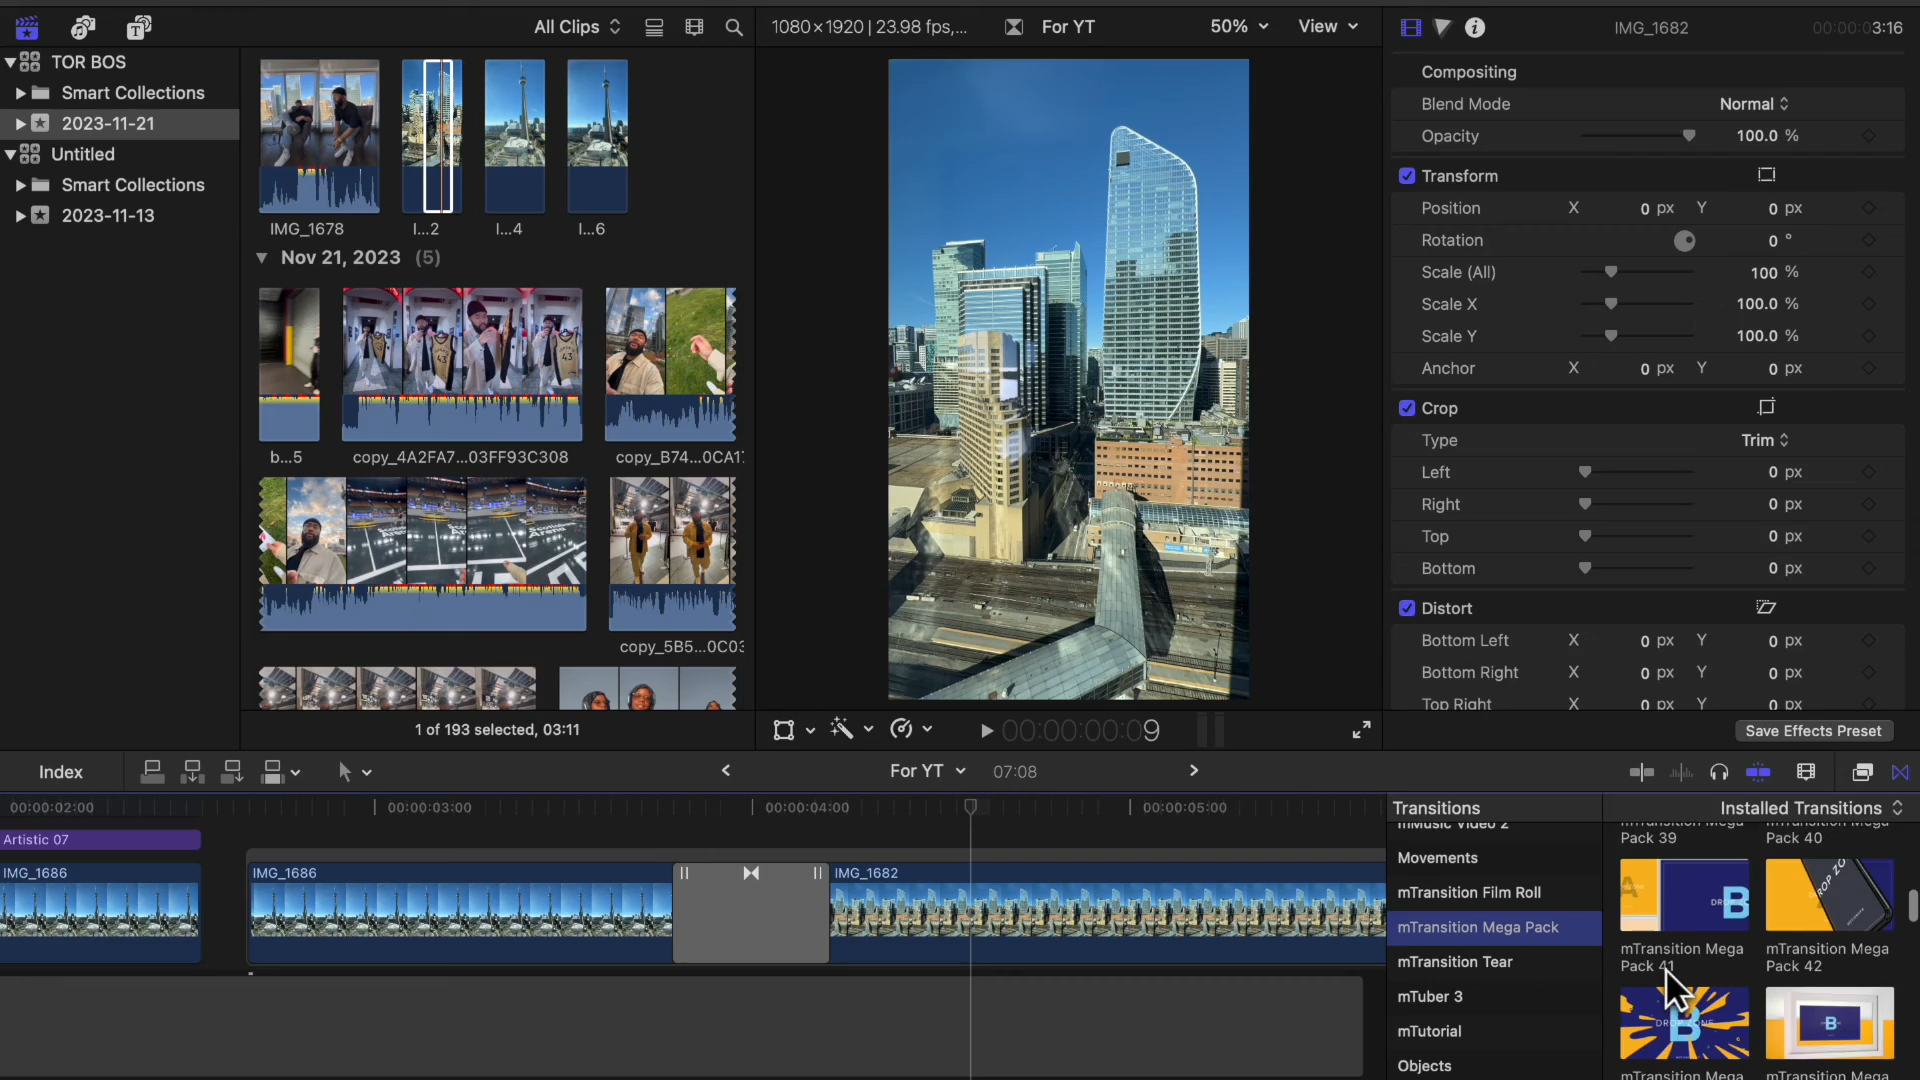 All Clips
1080×1920 | 23.98 fps,...
For YT
50%
View
IMG_1682
00:00:03:16
TOR BOS
Smart Collections
2023-11-21
Untitled
Smart Collections
2023-11-13
IMG_1678
I...2
I...4
I...6
Nov 21, 2023 (5)
b...5
copy_4A2FA7...03FF93C308
copy_5B5...0C03
1 of 193 selected, 03:11
00:00:00:09
Compositing
Blend Mode Normal
Opacity 100.0 %
Transform
Position X 0 px Y 0 px
Rotation 0 °
Scale (All) 100 %
Scale X 100.0 %
Scale Y 100.0 %
Anchor X 0 px Y 0 px
Crop
Type Trim
Left 0 px
Right 0 px
Top 0 px
Bottom 0 px
Distort
Bottom Left X 0 px Y 0 px
Bottom Right X 0 px Y 0 px
Top Right X 0 px Y 0 px
Save Effects Preset
Index
For YT
07:08
00:00:02:00
00:00:03:00
00:00:04:00
00:00:05:00
Artistic 07
IMG_1686
IMG_1686
IMG_1682
Transitions
Installed Transitions
mMusic Video 2
Movements
mTransition Film Roll
mTransition Mega Pack
mTransition Tear
mTuber 3
mTutorial
Objects
mTransition Mega
Pack 39
mTransition Mega
Pack 40
mTransition Mega
Pack 41
mTransition Mega
Pack 42
DROP ZONE
B
B
mTransition Mega
mTransition Mega